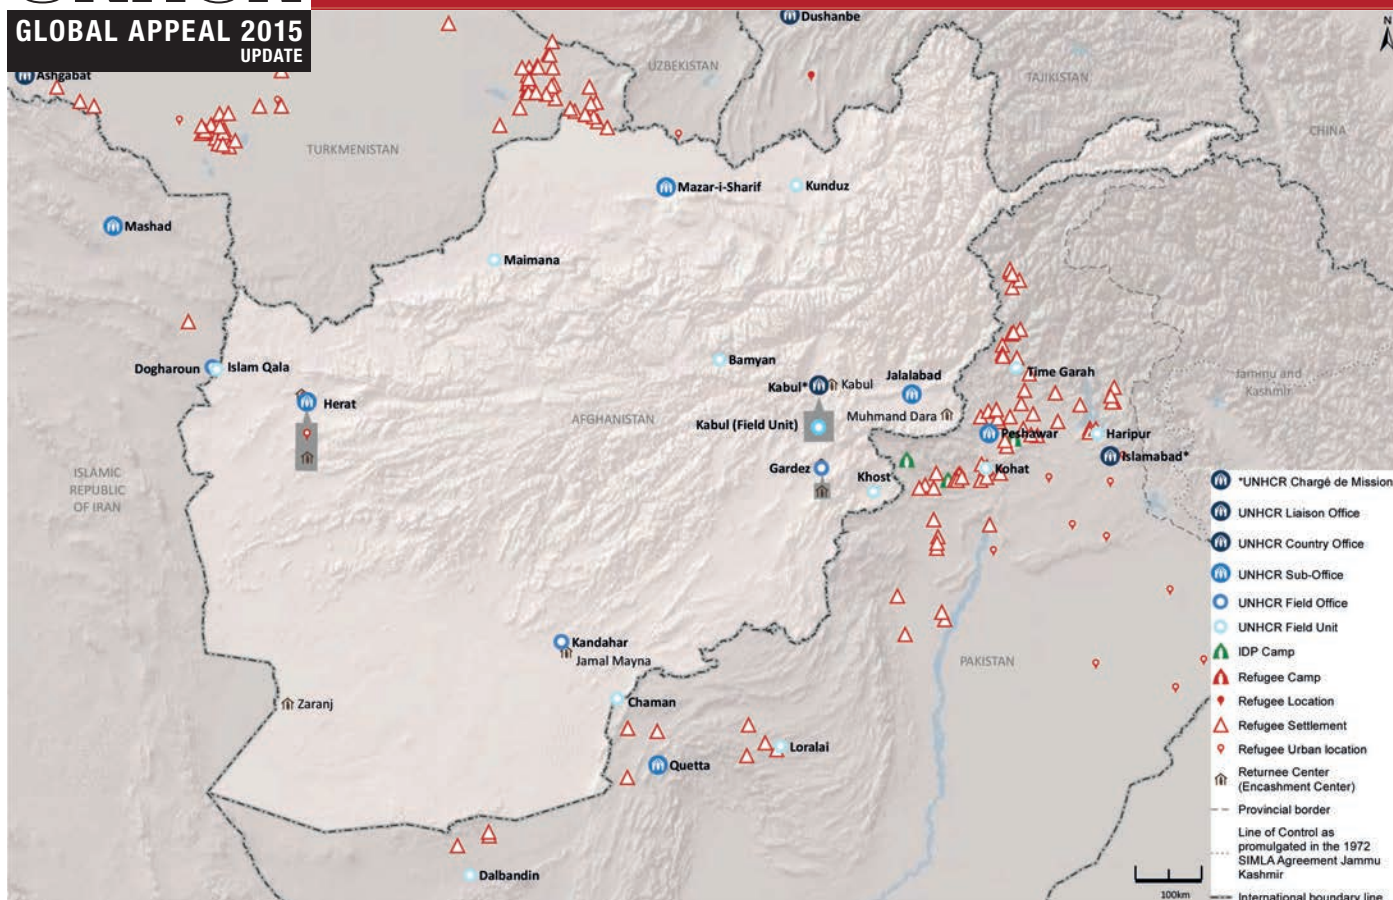 GLOBAL APPEAL 2015
UPDATE
Dushanbe
Ashgabat
UZBEKISTAN
TAJIKISTAN
N
CHINA
TURKMENISTAN
Mazar-i-Sharif
Kunduz
Mashad
Maimana
Dogharoun
Islam Qala
Bamyan
Time Garah
Jammu and
Kashmir
Kabul*
Kabul
Jalalabad
Herat
Muhmand Dara
AFGHANISTAN
Kabul (Field Unit)
Peshawar
Haripur
Islamabad*
Gardez
Khost
Kohat
ISLAMIC
REPUBLIC
OF IRAN
Kandahar
Jamal Mayna
PAKISTAN
Zaranj
Chaman
Loralai
Quetta
Dalbandin
*UNHCR Chargé de Mission
UNHCR Liaison Office
UNHCR Country Office
UNHCR Sub-Office
UNHCR Field Office
UNHCR Field Unit
IDP Camp
Refugee Camp
Refugee Location
Refugee Settlement
Refugee Urban location
Returnee Center
(Encashment Center)
Provincial border
Line of Control as
promulgated in the 1972
SIMLA Agreement Jammu
Kashmir
International boundary line
100km